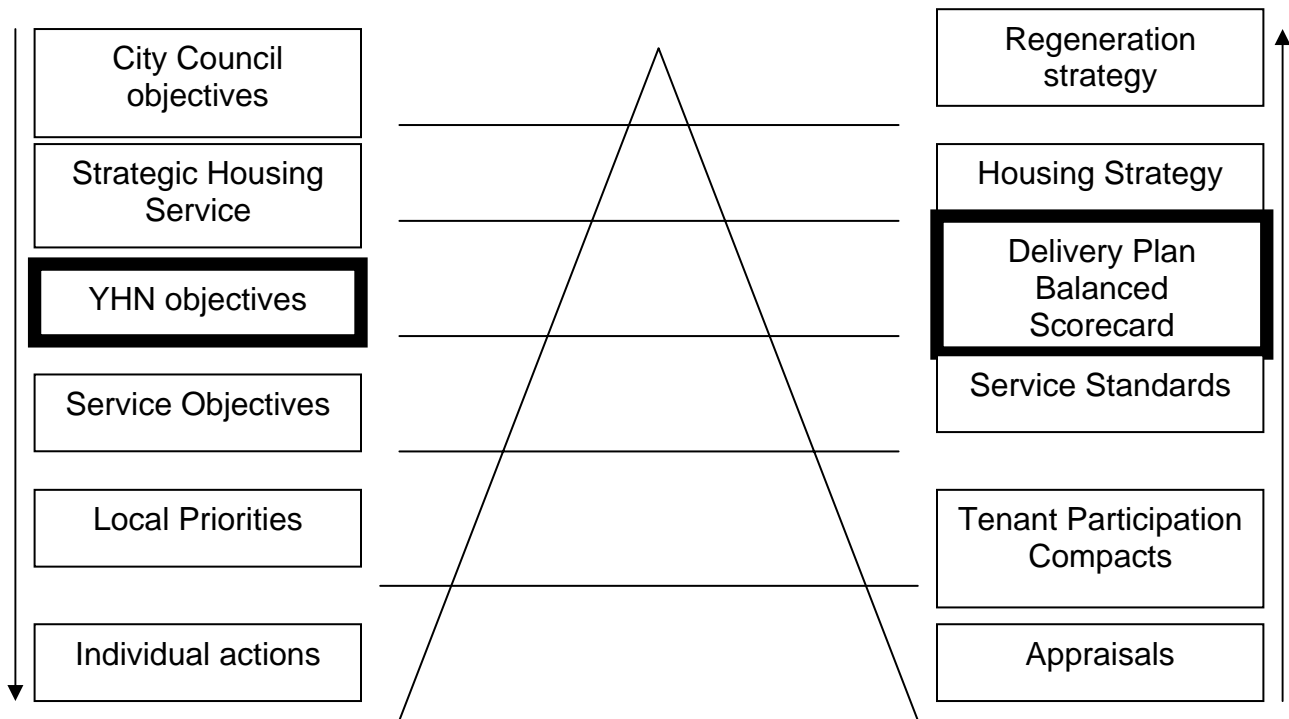 City Council
objectives
Strategic Housing
Service
YHN objectives
Service Objectives
Local Priorities
Individual actions
Regeneration
strategy
Housing Strategy
Delivery Plan
Balanced
Scorecard
Service Standards
Tenant Participation
Compacts
Appraisals